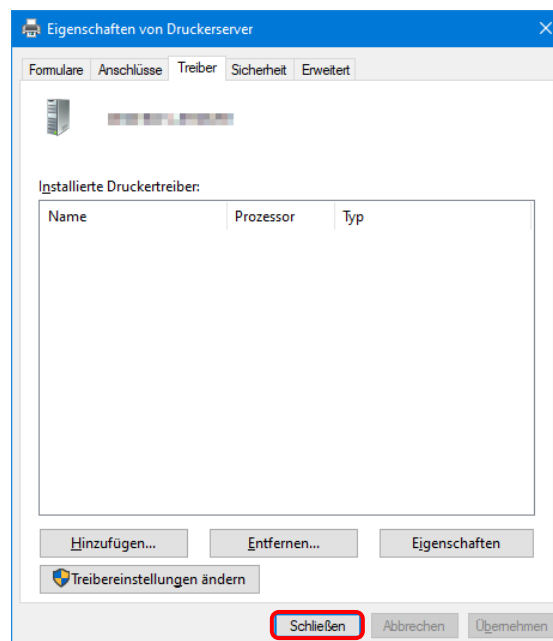 Eigenschaften von Druckerserver
Formulare Anschlüsse Treiber Sicherheit Erweitert
Installierte Druckertreiber:
Name Prozessor Typ
Hinzufügen... Entfernen... Eigenschaften
Treibereinstellungen ändern
Schließen Abbrechen Übernehmen